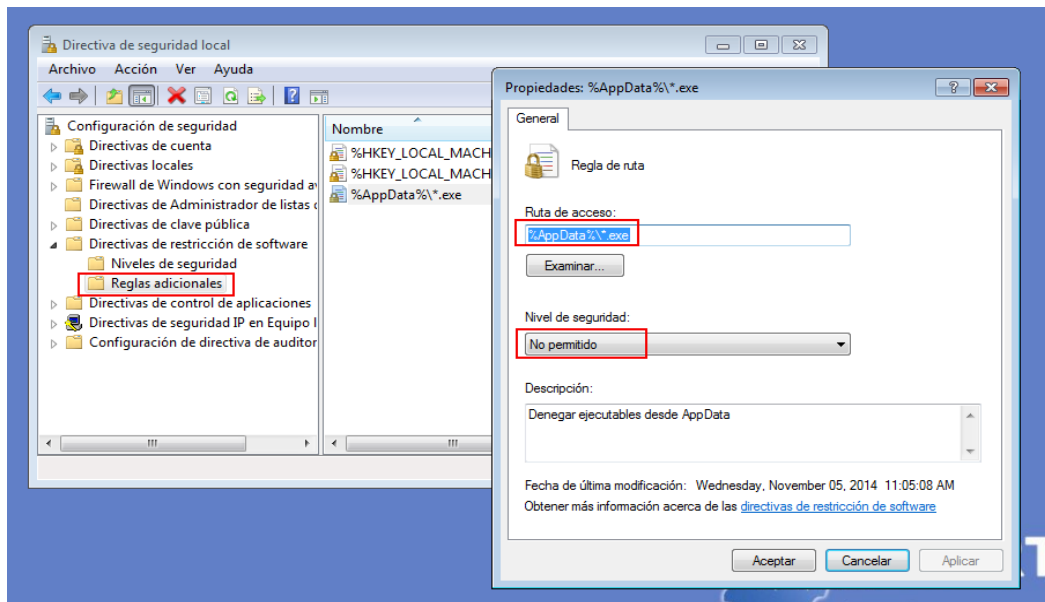 Directiva de seguridad local
Archivo Acción Ver Ayuda
Configuración de seguridad
Directivas de cuenta
Directivas locales
Firewall de Windows con seguridad a
Directivas de Administrador de listas
Directivas de clave pública
Directivas de restricción de software
Niveles de seguridad
Reglas adicionales
Directivas de control de aplicaciones
Directivas de seguridad IP en Equipo
Configuración de directiva de auditor
Nombre
%HKEY_LOCAL_MACH
%HKEY_LOCAL_MACH
%AppData%\*.exe
Propiedades: %AppData%\*.exe
General
Regla de ruta
Ruta de acceso:
%AppData%\*.exe
Examinar...
Nivel de seguridad:
No permitido
Descripción:
Denegar ejecutables desde AppData
Fecha de última modificación: Wednesday, November 05, 2014 11:05:08 AM
Obtener más información acerca de las directivas de restricción de software
Aceptar Cancelar Aplicar